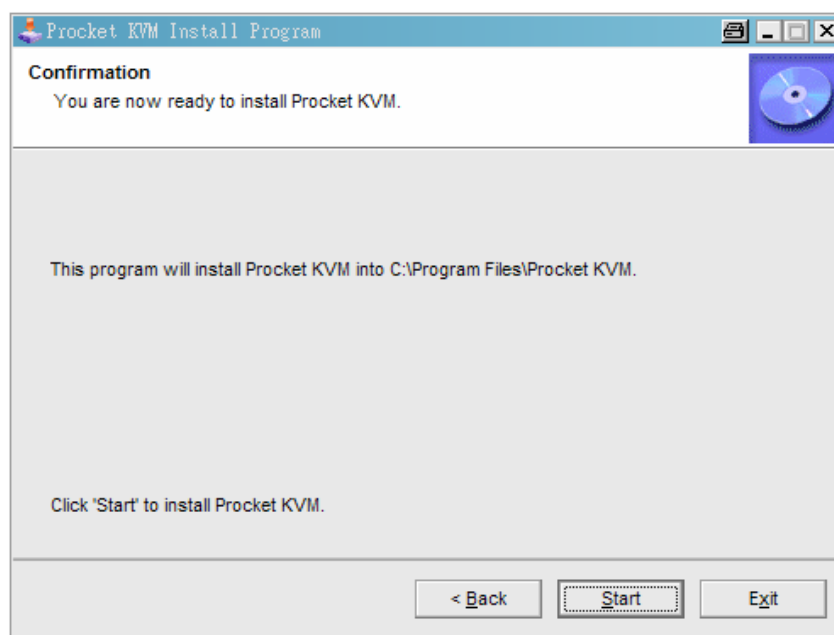 Procket KVM Install Program
Confirmation
You are now ready to install Procket KVM.
This program will install Procket KVM into C:\Program Files\Procket KVM.
Click 'Start' to install Procket KVM.
< Back
Start
Exit